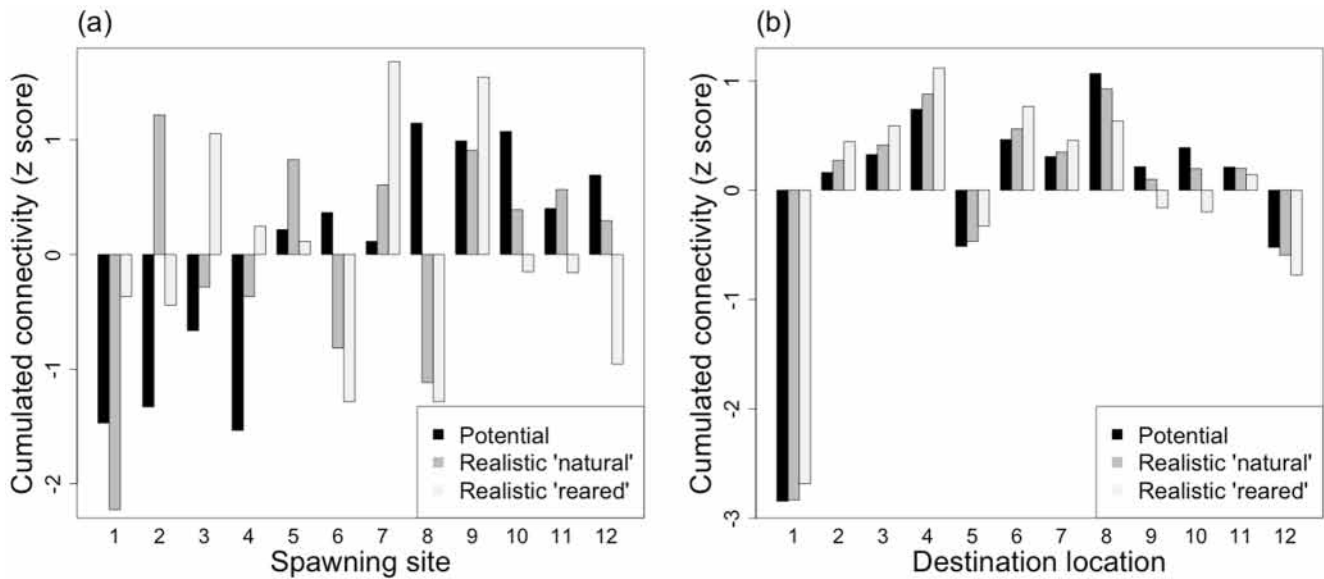 (a)
Cumulated connectivity (z score)
1
0
-1
-2
1 2 3 4 5 6 7 8 9 10 11 12
Spawning site
Potential
Realistic 'natural'
Realistic 'reared'
(b)
Cumulated connectivity (z score)
1
0
-1
-2
-3
1 2 3 4 5 6 7 8 9 10 11 12
Destination location
Potential
Realistic 'natural'
Realistic 'reared'